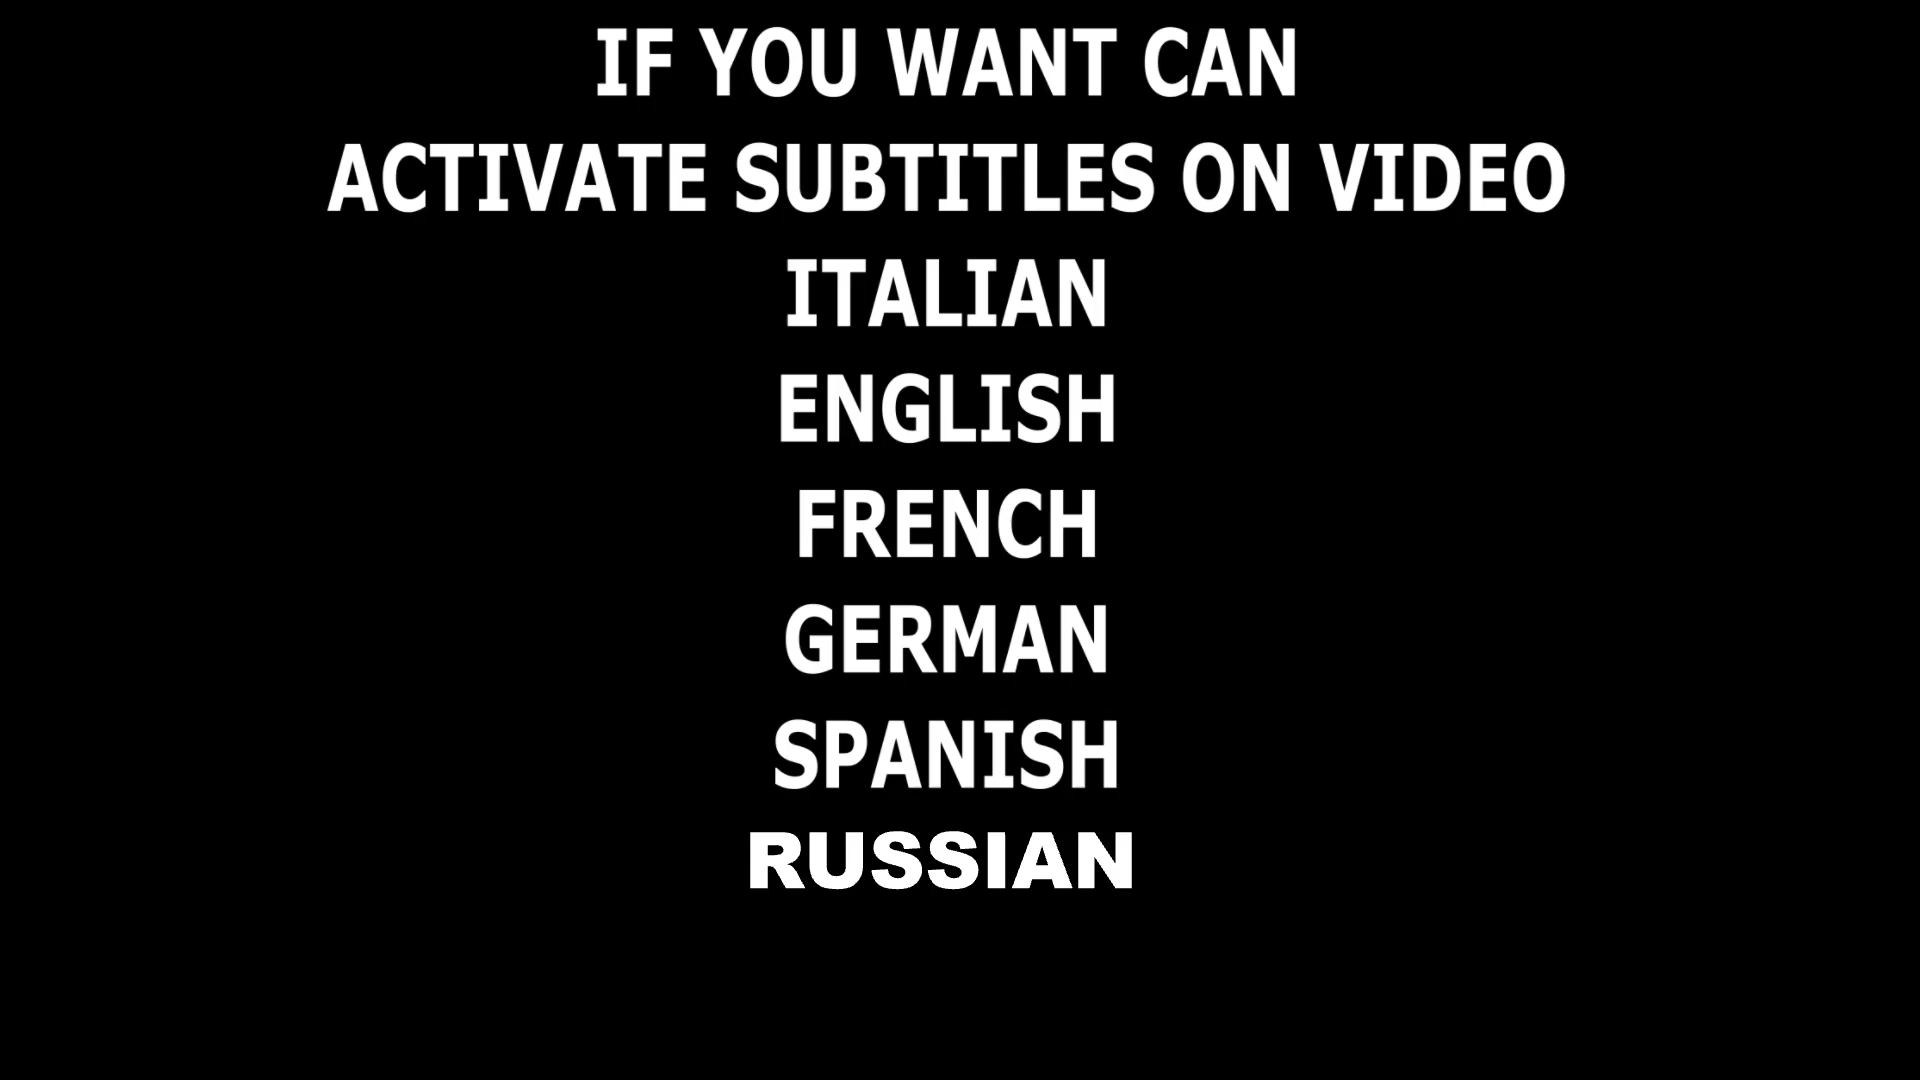 IF YOU WANT CAN
ACTIVATE SUBTITLES ON VIDEO
ITALIAN
ENGLISH
FRENCH
GERMAN
SPANISH
RUSSIAN